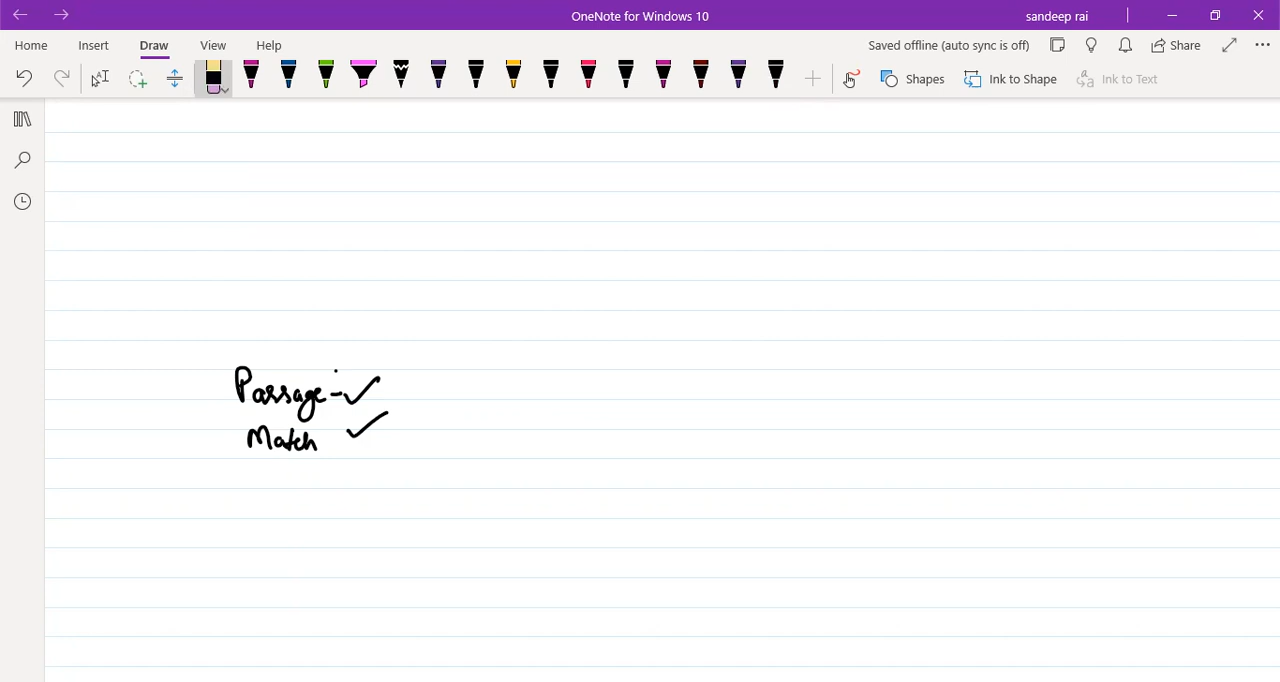 OneNote for Windows 10
sandeep rai
Home Insert Draw View Help
Saved offline (auto sync is off) Share
Shapes Ink to Shape Ink to Text
Passage - ✓
Match ✓